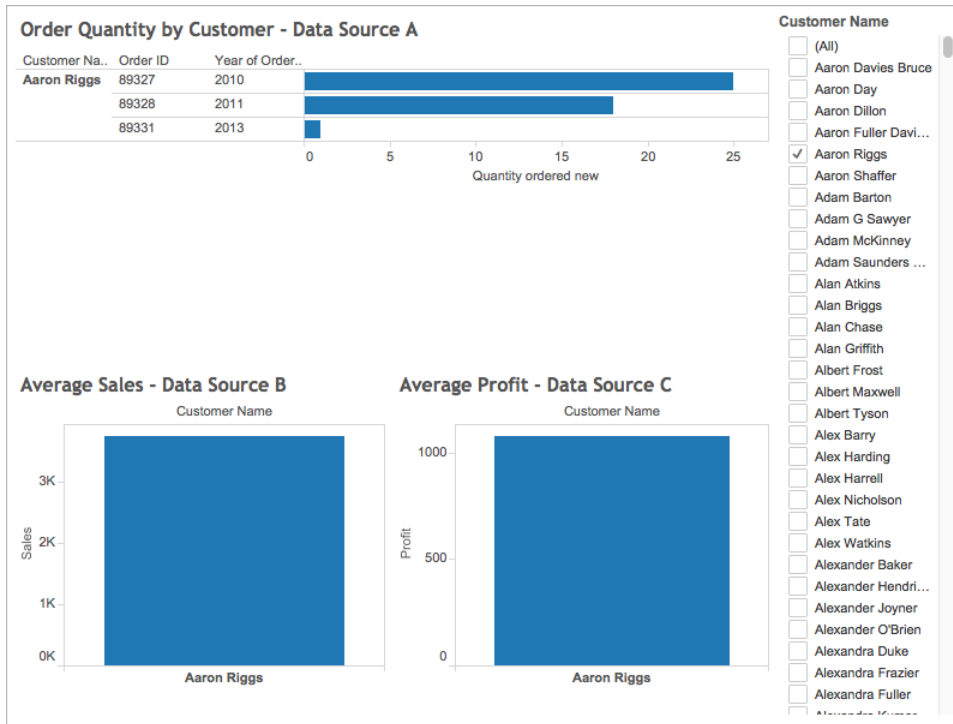 Order Quantity by Customer - Data Source A
Customer Na.. Order ID Year of Order..
Aaron Riggs 89327 2010
89328 2011
89331 2013
0 5 10 15 20 25
Quantity ordered new
Average Sales - Data Source B
Customer Name
3K
2K
1K
0K
Sales
Aaron Riggs
Average Profit - Data Source C
Customer Name
1000
500
0
Profit
Aaron Riggs
Customer Name
(All)
Aaron Davies Bruce
Aaron Day
Aaron Dillon
Aaron Fuller Davi...
Aaron Riggs
Aaron Shaffer
Adam Barton
Adam G Sawyer
Adam McKinney
Adam Saunders ...
Alan Atkins
Alan Briggs
Alan Chase
Alan Griffith
Albert Frost
Albert Maxwell
Albert Tyson
Alex Barry
Alex Harding
Alex Harrell
Alex Nicholson
Alex Tate
Alex Watkins
Alexander Baker
Alexander Hendri...
Alexander Joyner
Alexander O'Brien
Alexandra Duke
Alexandra Frazier
Alexandra Fuller